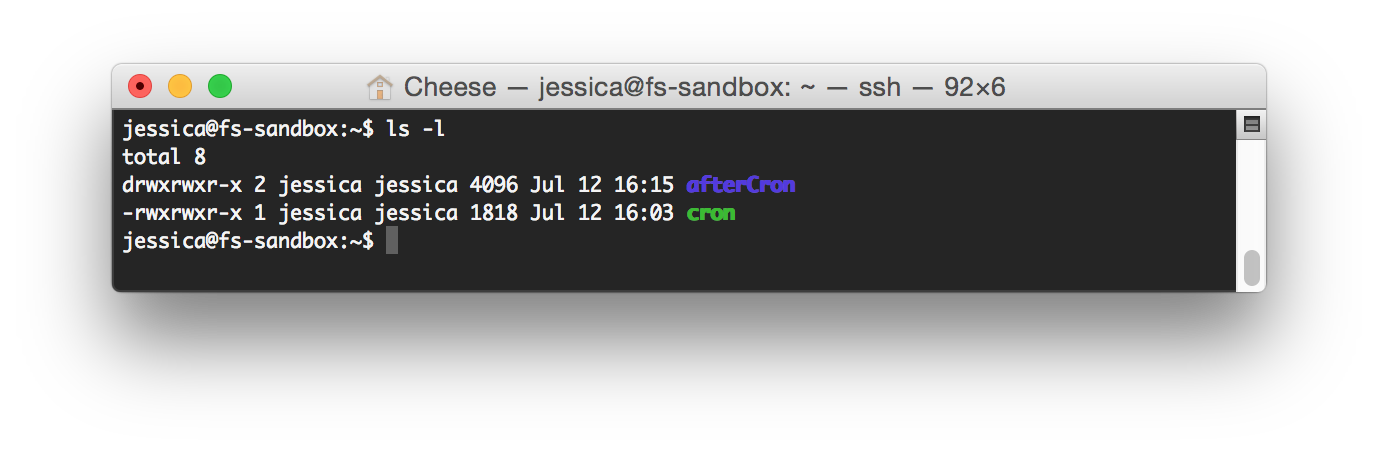 Cheese — jessica@fs-sandbox: ~ — ssh — 92×6
jessica@fs-sandbox:~$ ls -l
total 8
drwxrwxr-x 2 jessica jessica 4096 Jul 12 16:15 afterCron
-rwxrwxr-x 1 jessica jessica 1818 Jul 12 16:03 cron
jessica@fs-sandbox:~$